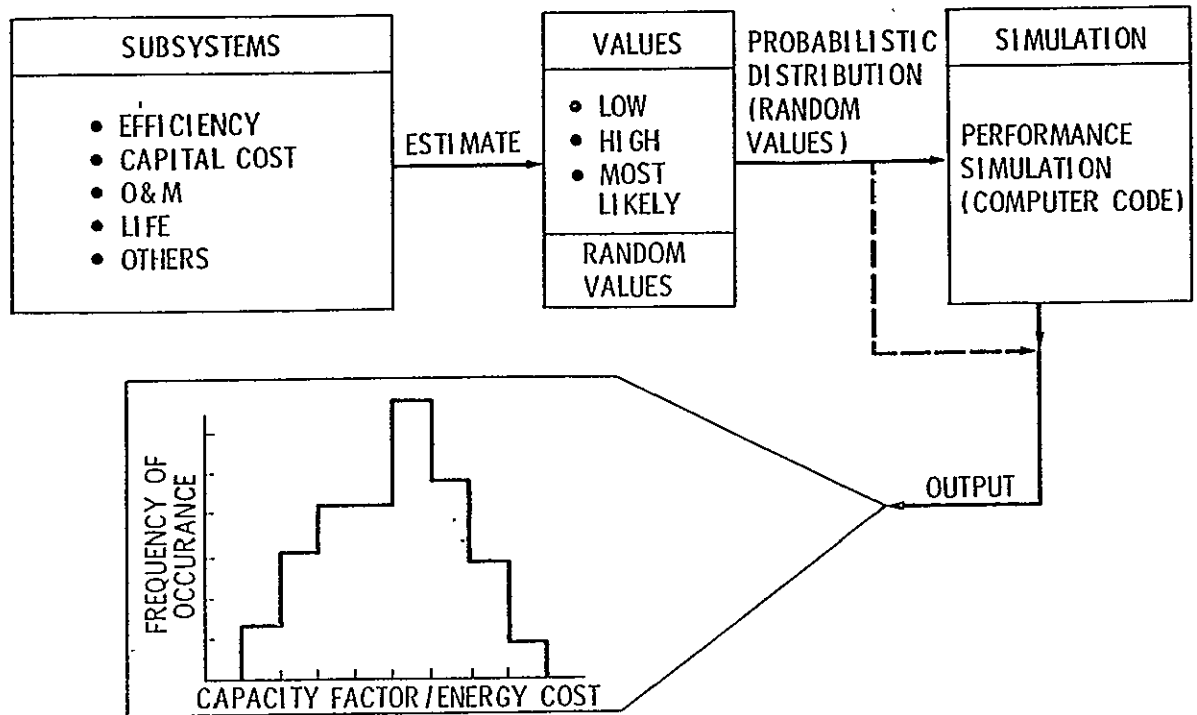 SUBSYSTEMS
• EFFICIENCY
• CAPITAL COST
• O&M
• LIFE
• OTHERS
ESTIMATE
VALUES
• LOW
• HIGH
• MOST
LIKELY
RANDOM
VALUES
PROBABILISTIC
DISTRIBUTION
(RANDOM
VALUES)
SIMULATION
PERFORMANCE
SIMULATION
(COMPUTER CODE)
OUTPUT
FREQUENCY OF
OCCURANCE
CAPACITY FACTOR/ENERGY COST